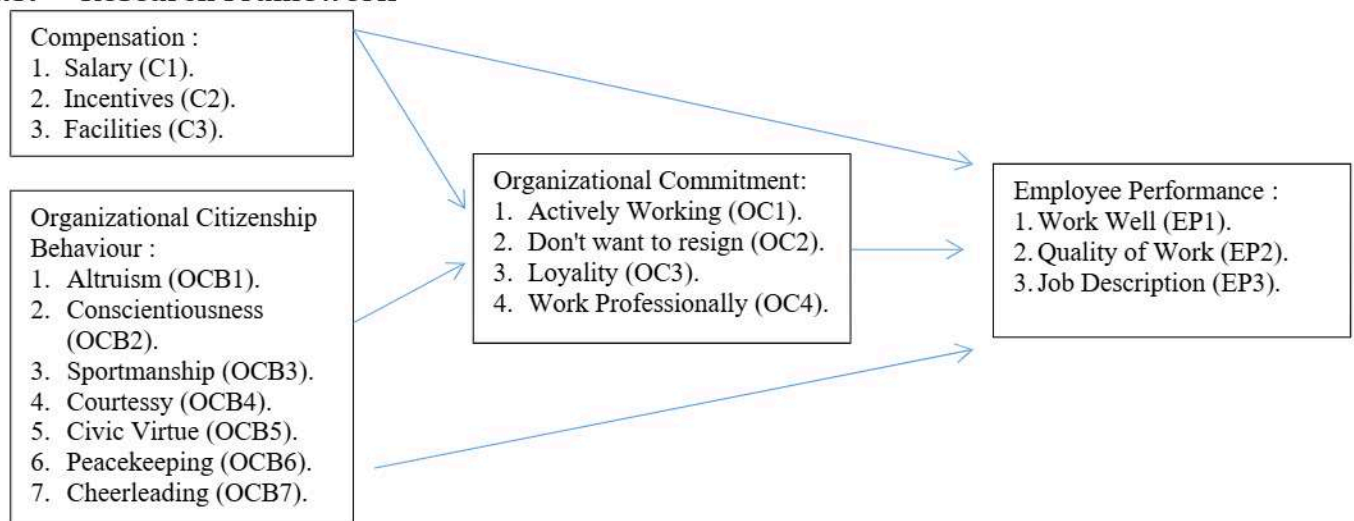 Compensation :
1. Salary (C1).
2. Incentives (C2).
3. Facilities (C3).
Organizational Citizenship
Behaviour :
1. Altruism (OCB1).
2. Conscientiousness
(OCB2).
3. Sportmanship (OCB3).
4. Courtessy (OCB4).
5. Civic Virtue (OCB5).
6. Peacekeeping (OCB6).
7. Cheerleading (OCB7).
Organizational Commitment:
1. Actively Working (OC1).
2. Don't want to resign (OC2).
3. Loyality (OC3).
4. Work Professionally (OC4).
Employee Performance :
1. Work Well (EP1).
2. Quality of Work (EP2).
3. Job Description (EP3).